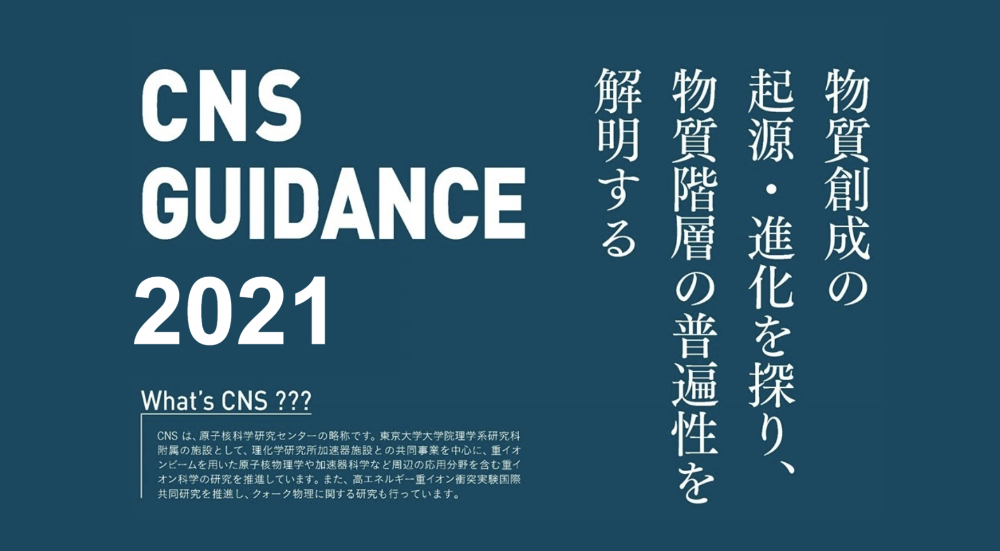 CNS
GUIDANCE
2021
What's CNS ???
CNS は、原子核科学研究センターの略称です。東京大学大学院理学系研究科
附属の施設として、理化学研究所加速器施設との共同事業を中心に、重イオ
ンビームを用いた原子核物理学や加速器科学など周辺の応用分野を含む重イ
オン科学の研究を推進しています。また、高エネルギー重イオン衝突実験国際
共同研究を推進し、クォーク物理に関する研究も行っています。
物質創成の
起源・進化を探り、
物質階層の普遍性を
解明する